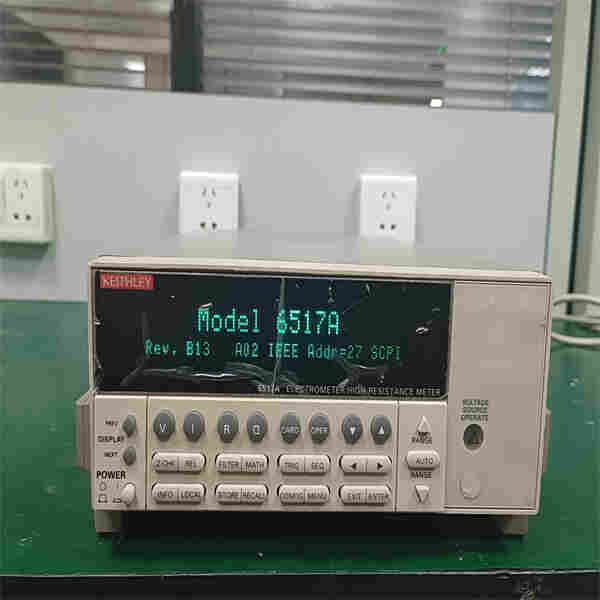 KEITHLEY
Model 6517A
Rev. B13 A02 IEEE Addr=27 SCPI
6517A ELECTROMETER/HIGH RESISTANCE METER
VOLTAGE
SOURCE
OPERATE
PREV
DISPLAY
NEXT
POWER
V I R Q CARD OPER ▼ ▲
Z-CHK REL FILTER MATH TRIG SEQ ◀ ▶
INFO LOCAL STORE RECALL CONFIG MENU EXIT ENTER
RANGE
AUTO
RANGE